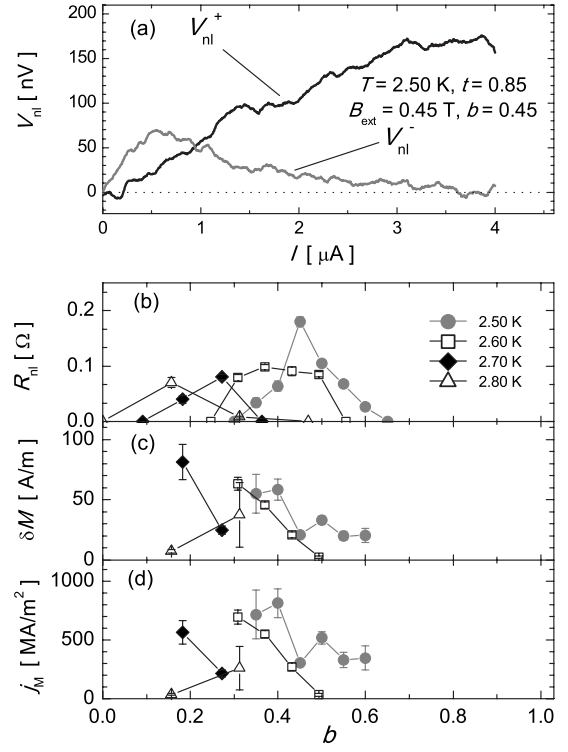 (a)
V_nl^+
200
150
100
50
0
V_nl [ nV ]
T = 2.50 K, t = 0.85
B_ext = 0.45 T, b = 0.45
V_nl^-
0 1 2 3 4
I [ μA ]
(b)
0.2
0.1
0.0
R_nl [ Ω ]
2.50 K
2.60 K
2.70 K
2.80 K
(c)
100
50
0
δM [ A/m ]
(d)
1000
500
0
j_M [ MA/m² ]
0.0 0.2 0.4 0.6 0.8 1.0
b